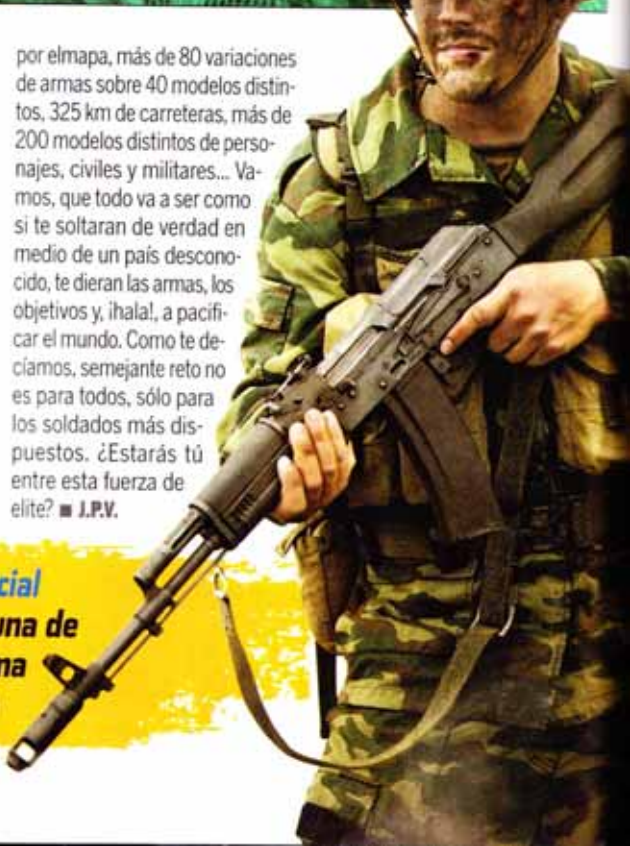 por elmapa, más de 80 variaciones
de armas sobre 40 modelos distin-
tos, 325 km de carreteras, más de
200 modelos distintos de perso-
najes, civiles y militares... Va-
mos, que todo va a ser como
si te soltaran de verdad en
medio de un país descono-
cido, te dieran las armas, los
objetivos y, ¡hala!, a pacifi-
car el mundo. Como te de-
cíamos, semejante reto no
es para todos, sólo para
los soldados más dis-
puestos. ¿Estarás tú
entre esta fuerza de
elite? ■ J.P.V.
cial
una de
na